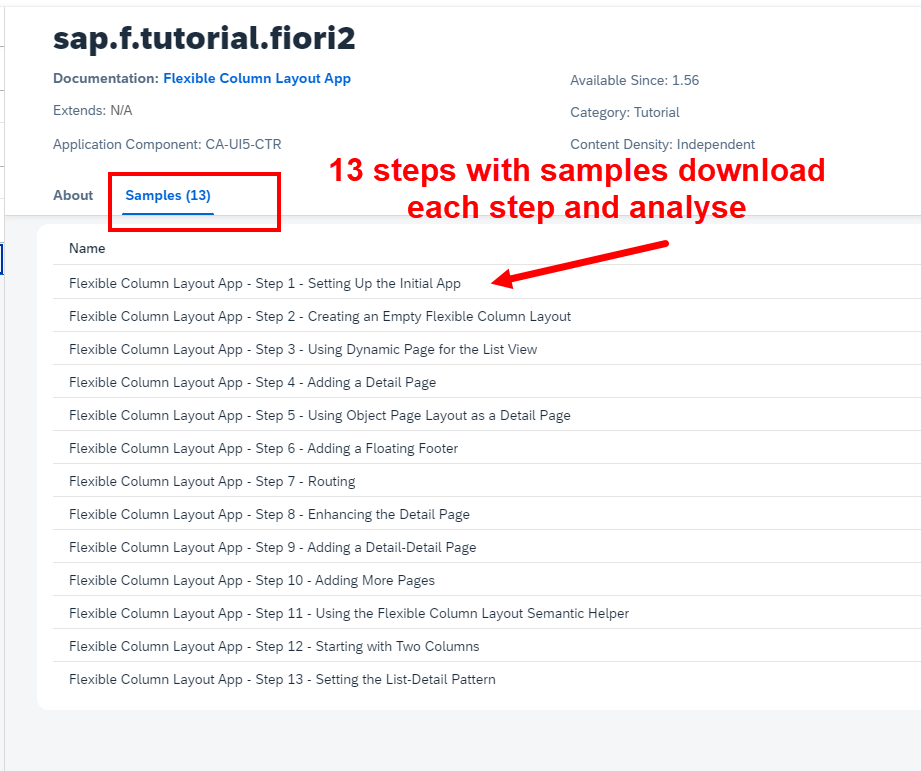 sap.f.tutorial.fiori2
Documentation: Flexible Column Layout App
Available Since: 1.56
Extends: N/A
Category: Tutorial
Application Component: CA-UI5-CTR
Content Density: Independent
13 steps with samples download
each step and analyse
About
Samples (13)
Name
Flexible Column Layout App - Step 1 - Setting Up the Initial App
Flexible Column Layout App - Step 2 - Creating an Empty Flexible Column Layout
Flexible Column Layout App - Step 3 - Using Dynamic Page for the List View
Flexible Column Layout App - Step 4 - Adding a Detail Page
Flexible Column Layout App - Step 5 - Using Object Page Layout as a Detail Page
Flexible Column Layout App - Step 6 - Adding a Floating Footer
Flexible Column Layout App - Step 7 - Routing
Flexible Column Layout App - Step 8 - Enhancing the Detail Page
Flexible Column Layout App - Step 9 - Adding a Detail-Detail Page
Flexible Column Layout App - Step 10 - Adding More Pages
Flexible Column Layout App - Step 11 - Using the Flexible Column Layout Semantic Helper
Flexible Column Layout App - Step 12 - Starting with Two Columns
Flexible Column Layout App - Step 13 - Setting the List-Detail Pattern